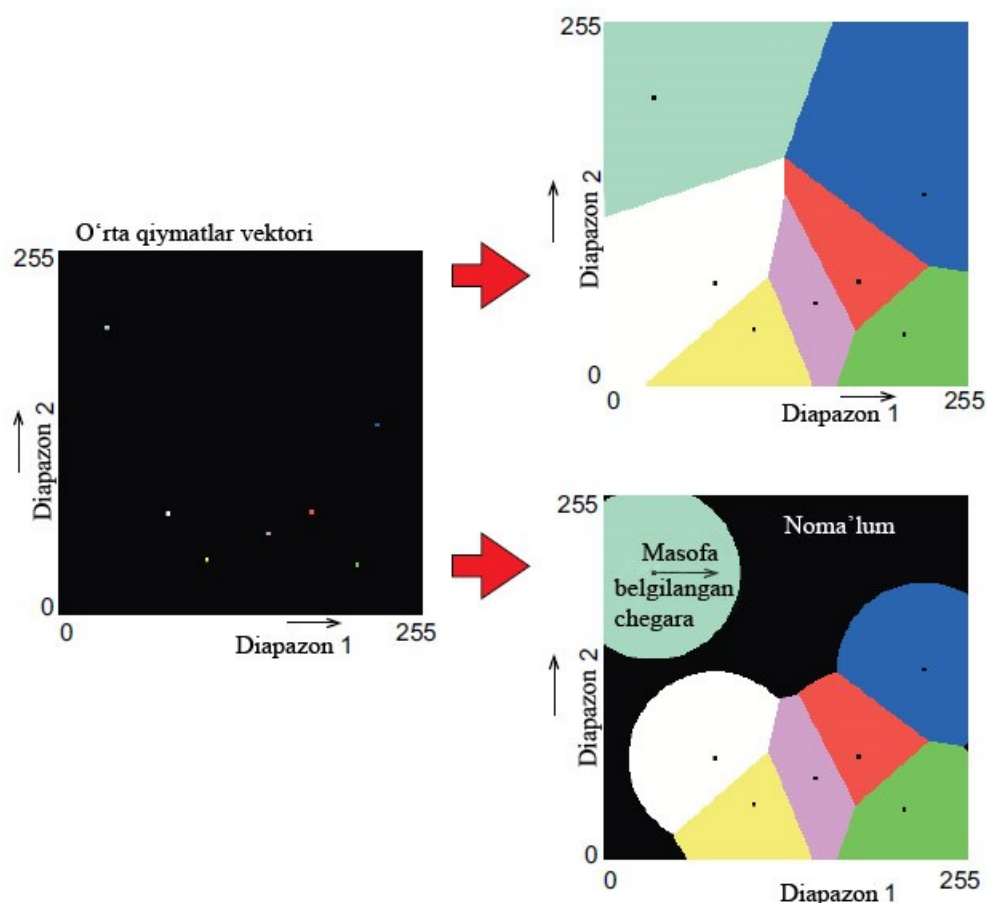 O‘rta qiymatlar vektori
255
Diapazon 2
0
0
255
Diapazon 1
255
Diapazon 2
0
0
255
Diapazon 1
255
Noma’lum
Masofa
belgilangan
chegara
Diapazon 2
0
0
255
Diapazon 1